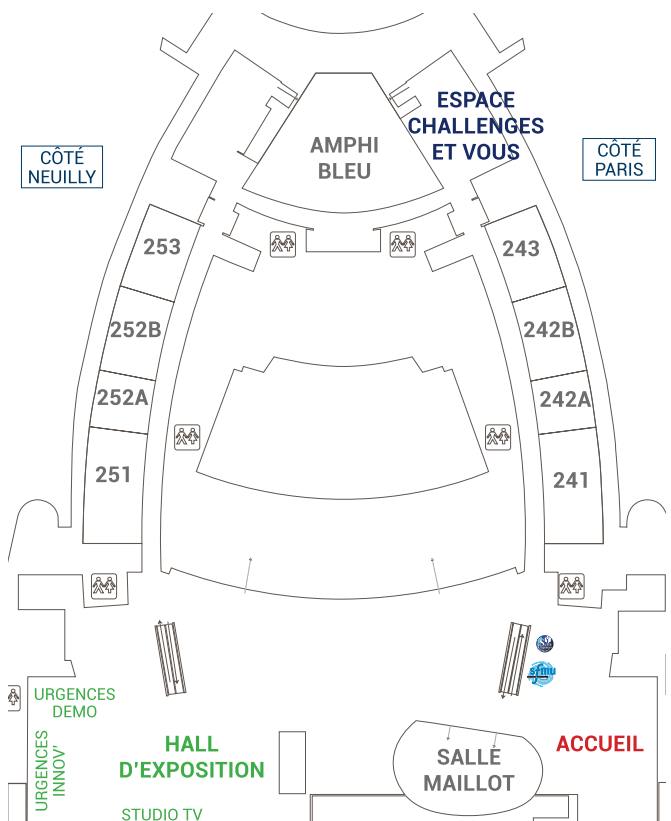 ESPACE
CHALLENGES
ET VOUS
AMPHI
BLEU
CÔTÉ
NEUILLY
CÔTÉ
PARIS
253
243
252B
242B
252A
242A
251
241
sfmu
URGENCES
DEMO
URGENCES
INNOV'
HALL
D'EXPOSITION
SALLE
MAILLOT
ACCUEIL
STUDIO TV